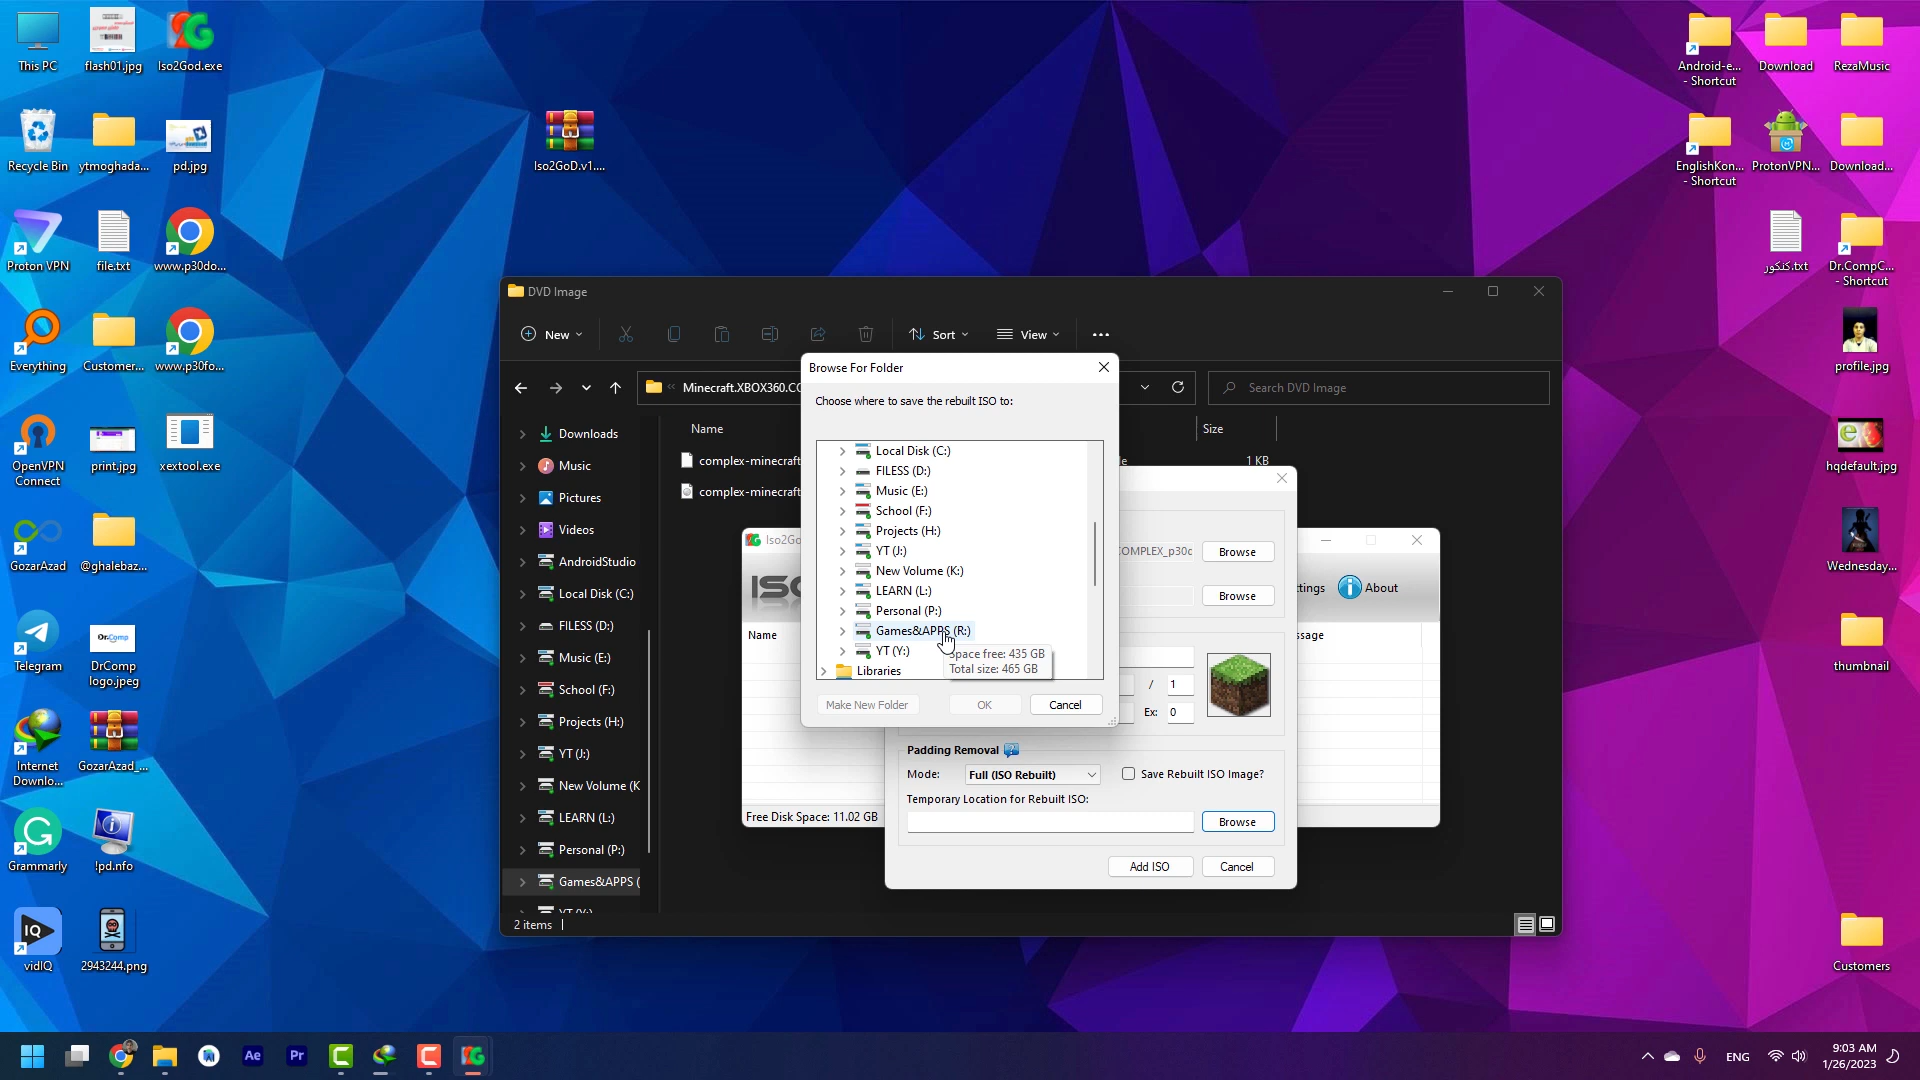 This PC
flash01.jpg
Iso2God.exe
Recycle Bin
ytmoghada...
pd.jpg
Proton VPN
file.txt
www.p30do...
Everything
Customer...
www.p30fo...
OpenVPN
Connect
print.jpg
xextool.exe
GozarAzad
@ghalebaz...
Telegram
DrComp
logo.jpeg
Internet
Downlo...
GozarAzad_...
Grammarly
!pd.nfo
vidIQ
2943244.png
Iso2GoD.v1....
Android-e...
- Shortcut
Download
RezaMusic
EnglishKon...
- Shortcut
ProtonVPN...
Download...
کنکور.txt
Dr.CompC...
- Shortcut
profile.jpg
hqdefault.jpg
Wednesday...
thumbnail
Customers
DVD Image
New
Sort
View
Minecraft.XBOX360.CO
Search DVD Image
Name
Size
complex-minecraft
1 KB
complex-minecraft
Downloads
Music
Pictures
Videos
AndroidStudio
Local Disk (C:)
FILESS (D:)
Music (E:)
School (F:)
Projects (H:)
YT (J:)
New Volume (K
LEARN (L:)
Personal (P:)
Games&APPS (
2 items
Browse For Folder
Choose where to save the rebuilt ISO to:
Local Disk (C:)
FILESS (D:)
Music (E:)
School (F:)
Projects (H:)
YT (J:)
New Volume (K:)
LEARN (L:)
Personal (P:)
Games&APPS (R:)
YT (Y:)
Libraries
Space free: 435 GB
Total size: 465 GB
Make New Folder
OK
Cancel
Iso2Go
ISO
Name
Free Disk Space: 11.02 GB
ttings
About
ssage
COMPLEX_p30c
Browse
Browse
/ 1
Ex: 0
Padding Removal
Mode:
Full (ISO Rebuilt)
Save Rebuilt ISO Image?
Temporary Location for Rebuilt ISO:
Browse
Add ISO
Cancel
Ae
Pr
ENG
9:03 AM
1/26/2023